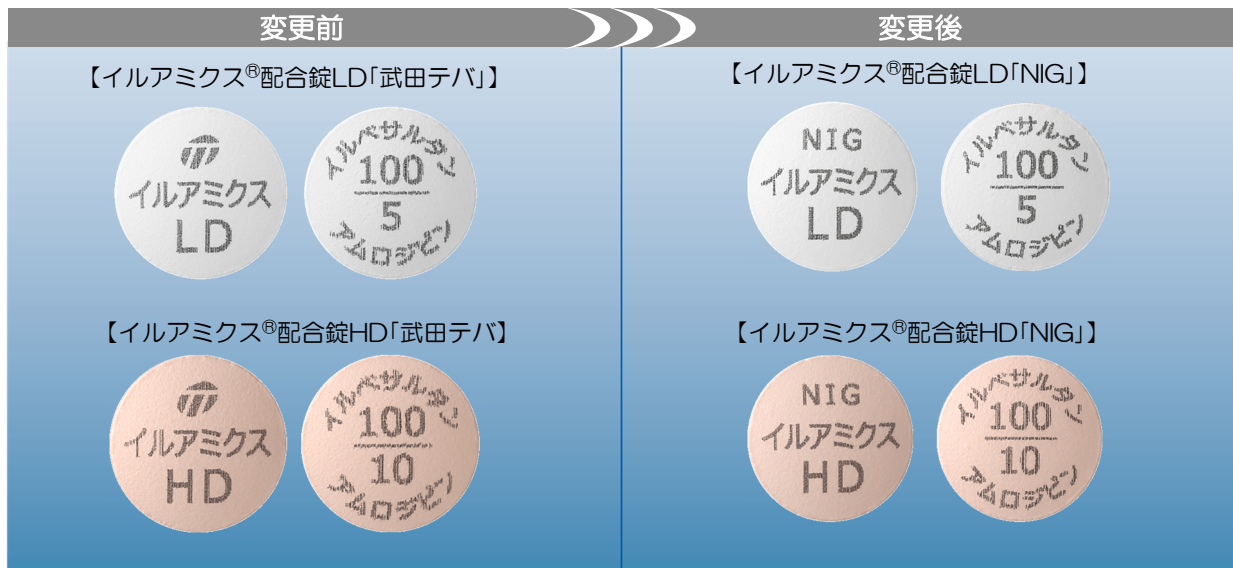 変更前
変更後
【イルアミクス®配合錠LD「武田テバ」】
イルアミクス
LD
イルベサルタン
100
5
アムロジピン
【イルアミクス®配合錠LD「NIG」】
NIG
イルアミクス
LD
イルベサルタン
100
5
アムロジピン
【イルアミクス®配合錠HD「武田テバ】
イルアミクス
HD
イルベサルタン
100
10
アムロジピン
【イルアミクス®配合錠HD「NIG」】
NIG
イルアミクス
HD
イルベサルタン
100
10
アムロジピン